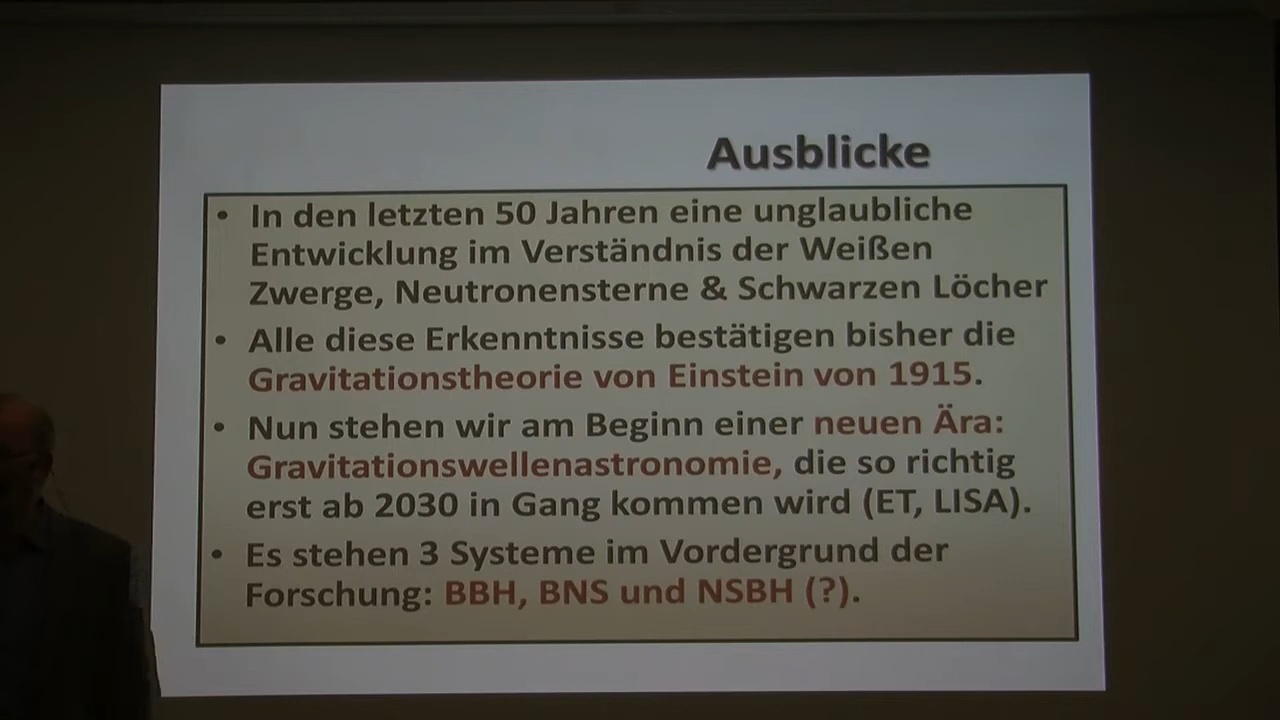 Ausblicke
• In den letzten 50 Jahren eine unglaubliche
Entwicklung im Verständnis der Weißen
Zwerge, Neutronensterne & Schwarzen Löcher
• Alle diese Erkenntnisse bestätigen bisher die
Gravitationstheorie von Einstein von 1915.
• Nun stehen wir am Beginn einer neuen Ära:
Gravitationswellenastronomie, die so richtig
erst ab 2030 in Gang kommen wird (ET, LISA).
• Es stehen 3 Systeme im Vordergrund der
Forschung: BBH, BNS und NSBH (?).